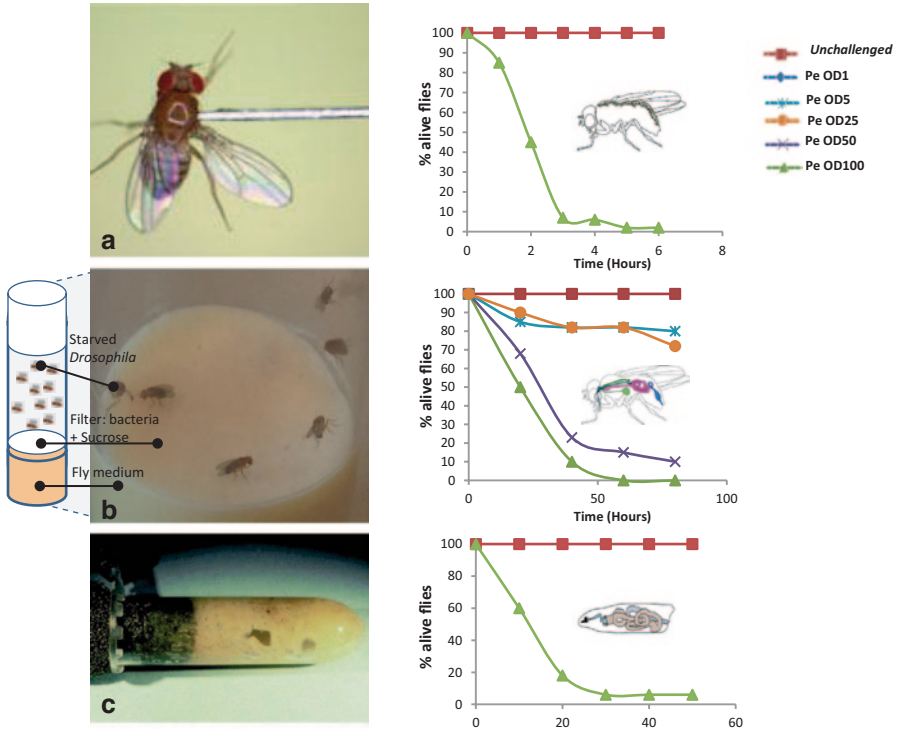 a
% alive flies
100
90
80
70
60
50
40
30
20
10
0
0 2 4 6 8
Time (Hours)
Unchallenged
Pe OD1
Pe OD5
Pe OD25
Pe OD50
Pe OD100
Starved
Drosophila
Filter: bacteria
+ Sucrose
Fly medium
b
% alive flies
100
90
80
70
60
50
40
30
20
10
0
0 50 100
Time (Hours)
c
% alive flies
100
80
60
40
20
0
0 20 40 60